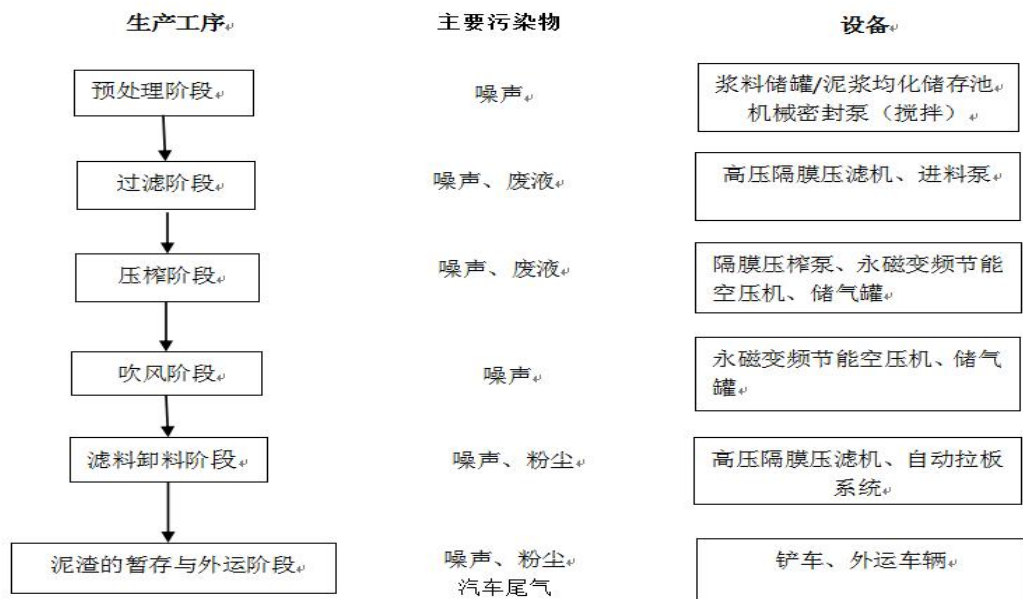 生产工序 主要污染物 设备
预处理阶段 噪声 浆料储罐/泥浆均化储存池
机械密封泵（搅拌）
过滤阶段 噪声、废液 高压隔膜压滤机、进料泵
压榨阶段 噪声、废液 隔膜压榨泵、永磁变频节能
空压机、储气罐
吹风阶段 噪声 永磁变频节能空压机、储气
罐
滤料卸料阶段 噪声、粉尘 高压隔膜压滤机、自动拉板
系统
泥渣的暂存与外运阶段 噪声、粉尘 铲车、外运车辆
汽车尾气